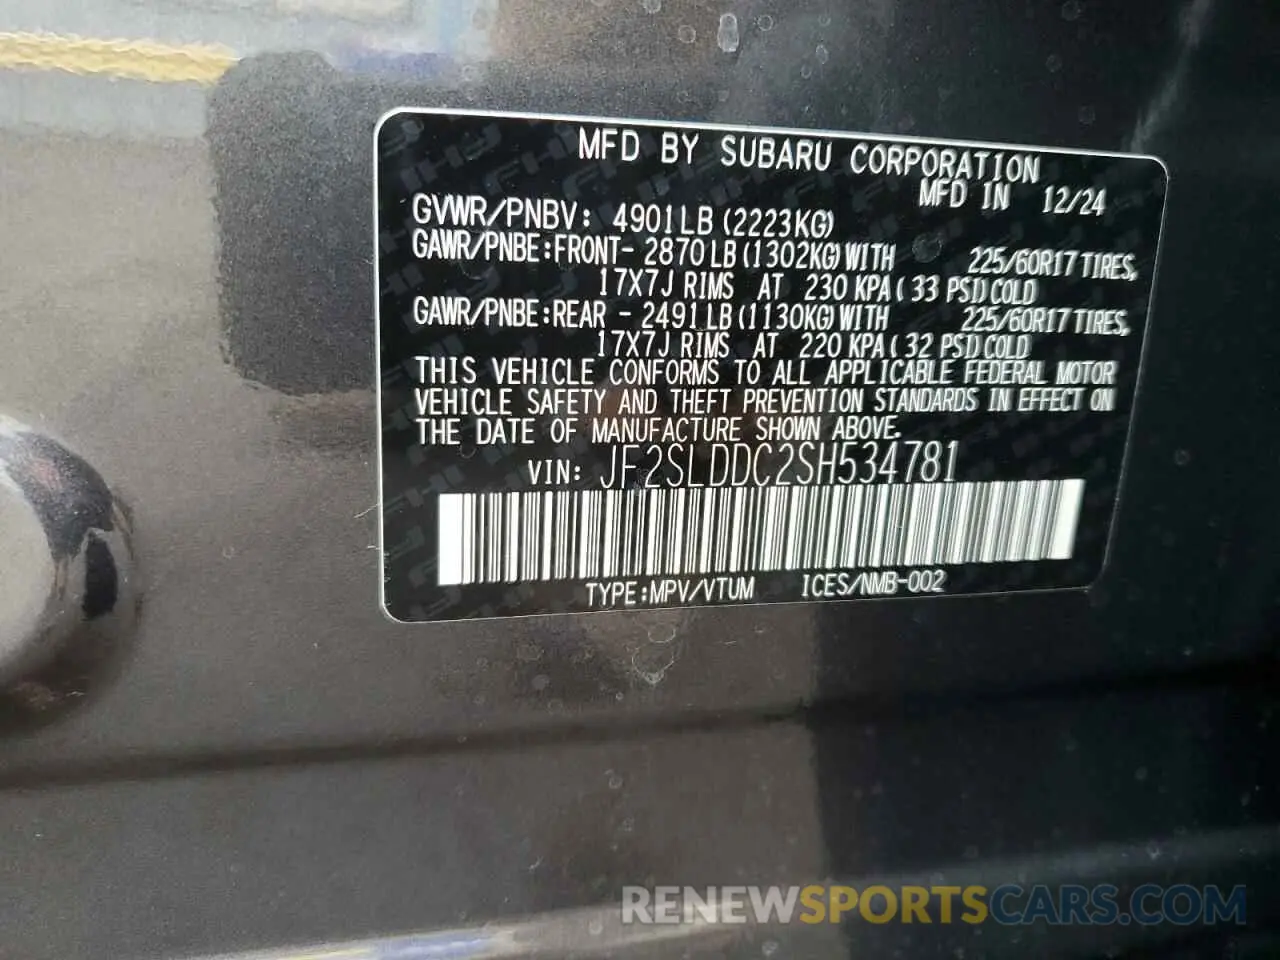 MFD BY SUBARU CORPORATION
MFD IN 12/24
GVWR/PNBV: 4901LB (2223KG)
GAWR/PNBE:FRONT- 2870 LB (1302KG) WITH 225/60R17 TIRES,
17X7J RIMS AT 230 KPA ( 33 PSI) COLD
GAWR/PNBE:REAR - 2491 LB (1130KG) WITH 225/60R17 TIRES,
17X7J RIMS AT 220 KPA ( 32 PSI) COLD
THIS VEHICLE CONFORMS TO ALL APPLICABLE FEDERAL MOTOR
VEHICLE SAFETY AND THEFT PREVENTION STANDARDS IN EFFECT ON
THE DATE OF MANUFACTURE SHOWN ABOVE.
VIN: JF2SLDDC2SH534781
TYPE:MPV/VTUM ICES/NMB-002
RENEWSPORTSCARS.COM